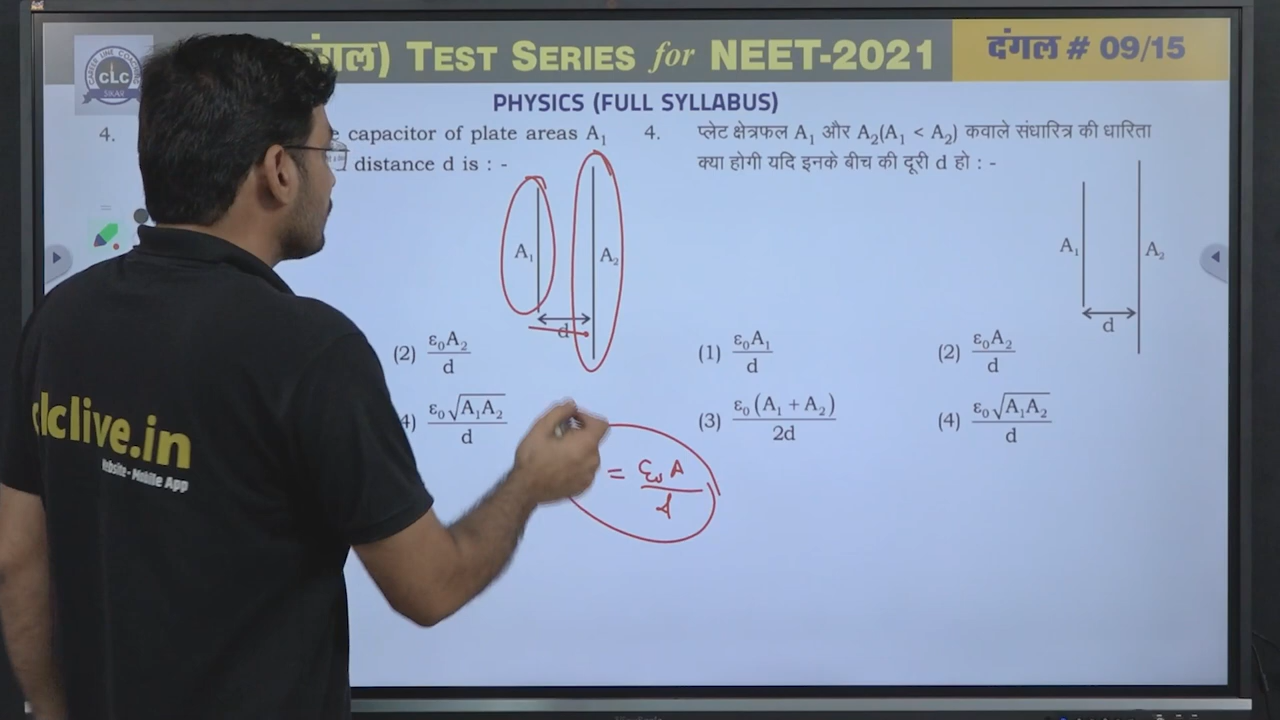 TEST SERIES for NEET-2021
दंगल # 09/15
CLC
SIKAR
PHYSICS (FULL SYLLABUS)
4.
capacitor of plate areas A₁
distance d is : -
A₁
A₂
d
(2) ε₀A₂/d
4) ε₀√(A₁A₂)/d
4. प्लेट क्षेत्रफल A₁ और A₂(A₁ < A₂) कवाले संधारित्र की धारिता
क्या होगी यदि इनके बीच की दूरी d हो : -
A₁
A₂
d
(1) ε₀A₁/d
(2) ε₀A₂/d
(3) ε₀(A₁ + A₂)/2d
(4) ε₀√(A₁A₂)/d
= ε₀A/d
clclive.in
Website - Mobile App